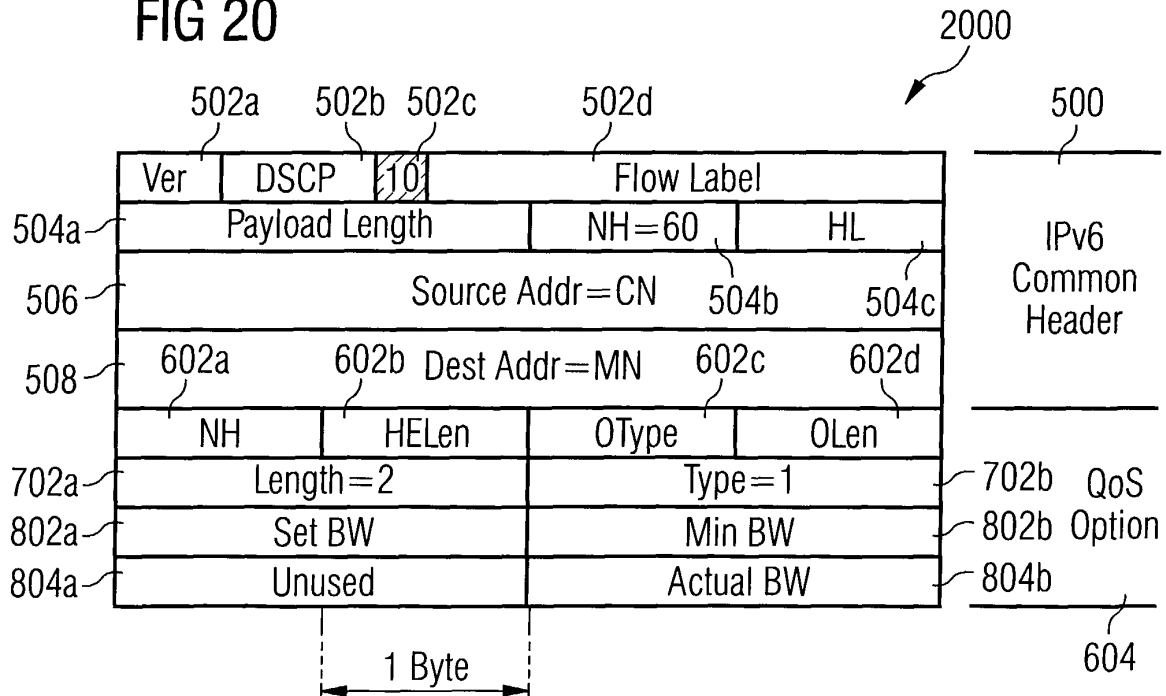 FIG 20
2000
502a 502b 502c 502d 500
Ver DSCP 10 Flow Label
504a Payload Length NH=60 HL
IPv6
Common
Header
506 Source Addr=CN 504b 504c
602a 602b 602c 602d
508 Dest Addr=MN
NH HELen OType OLen
702a Length=2 Type=1 702b
QoS
Option
802a Set BW Min BW 802b
804a Unused Actual BW 804b
604
1 Byte